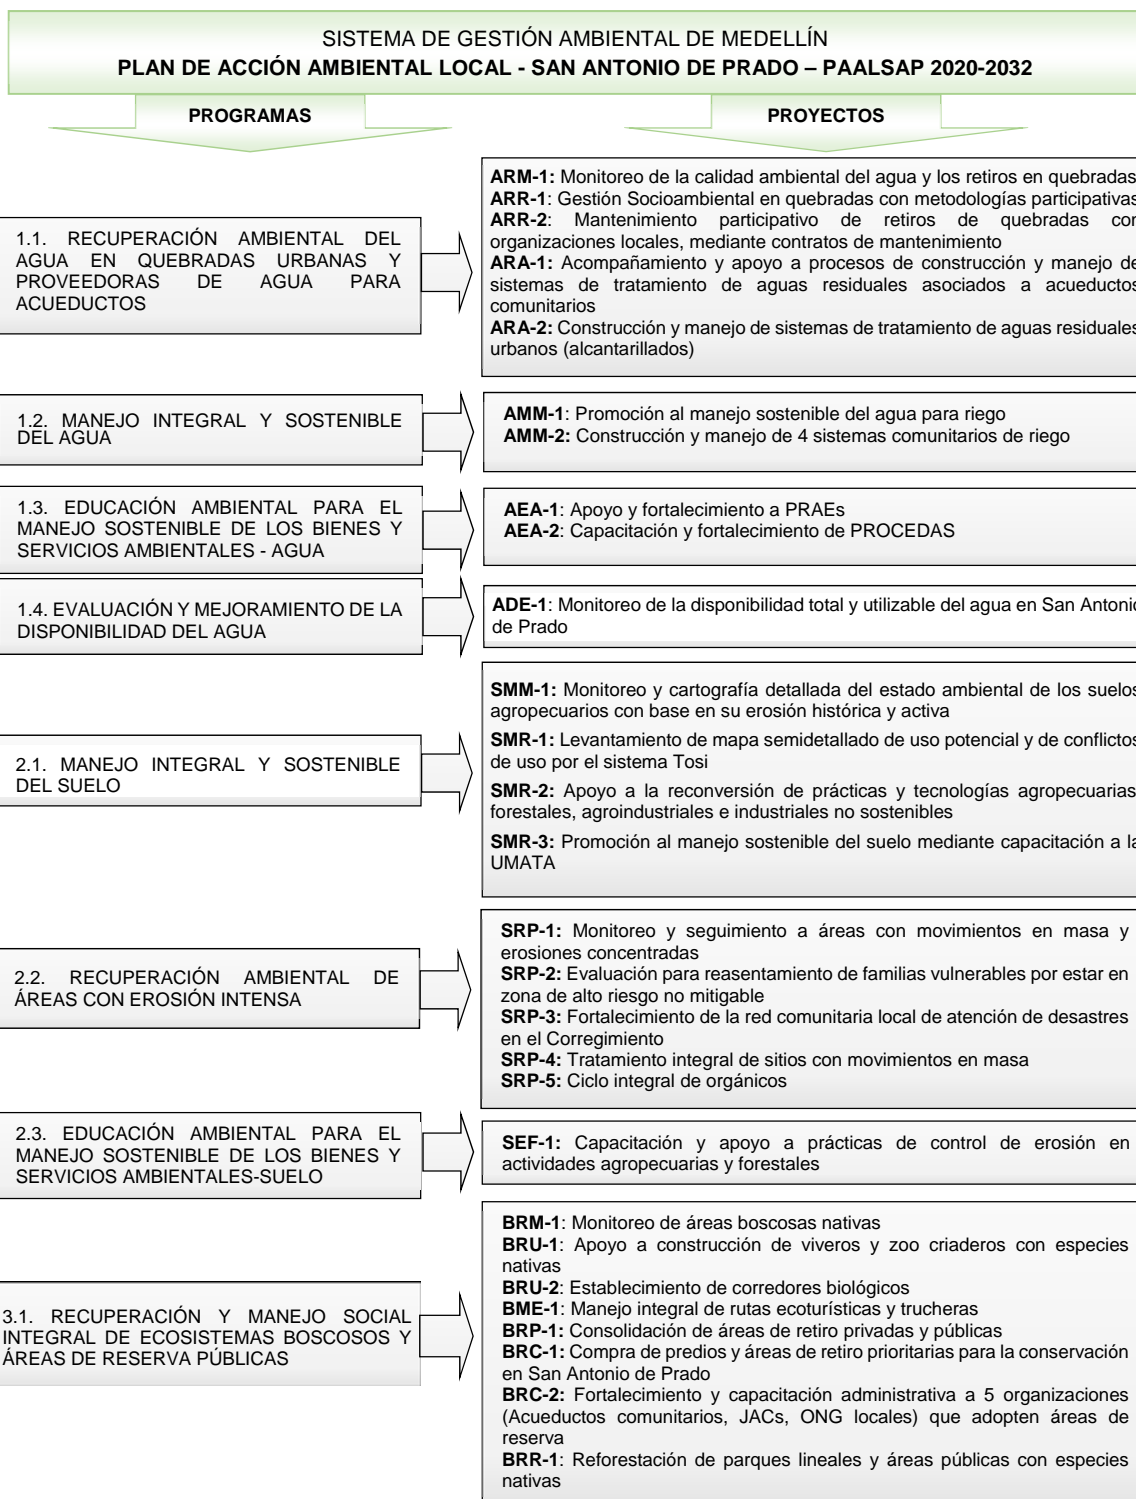 SISTEMA DE GESTIÓN AMBIENTAL DE MEDELLÍN
PLAN DE ACCIÓN AMBIENTAL LOCAL - SAN ANTONIO DE PRADO – PAALSAP 2020-2032
PROGRAMAS
PROYECTOS
1.1. RECUPERACIÓN AMBIENTAL DEL
AGUA EN QUEBRADAS URBANAS Y
PROVEEDORAS DE AGUA PARA
ACUEDUCTOS
ARM-1: Monitoreo de la calidad ambiental del agua y los retiros en quebradas
ARR-1: Gestión Socioambiental en quebradas con metodologías participativas
ARR-2: Mantenimiento participativo de retiros de quebradas con
organizaciones locales, mediante contratos de mantenimiento
ARA-1: Acompañamiento y apoyo a procesos de construcción y manejo de
sistemas de tratamiento de aguas residuales asociados a acueductos
comunitarios
ARA-2: Construcción y manejo de sistemas de tratamiento de aguas residuales
urbanos (alcantarillados)
1.2. MANEJO INTEGRAL Y SOSTENIBLE
DEL AGUA
AMM-1: Promoción al manejo sostenible del agua para riego
AMM-2: Construcción y manejo de 4 sistemas comunitarios de riego
1.3. EDUCACIÓN AMBIENTAL PARA EL
MANEJO SOSTENIBLE DE LOS BIENES Y
SERVICIOS AMBIENTALES - AGUA
AEA-1: Apoyo y fortalecimiento a PRAEs
AEA-2: Capacitación y fortalecimiento de PROCEDAS
1.4. EVALUACIÓN Y MEJORAMIENTO DE LA
DISPONIBILIDAD DEL AGUA
ADE-1: Monitoreo de la disponibilidad total y utilizable del agua en San Antonio
de Prado
2.1. MANEJO INTEGRAL Y SOSTENIBLE
DEL SUELO
SMM-1: Monitoreo y cartografía detallada del estado ambiental de los suelos
agropecuarios con base en su erosión histórica y activa
SMR-1: Levantamiento de mapa semidetallado de uso potencial y de conflictos
de uso por el sistema Tosi
SMR-2: Apoyo a la reconversión de prácticas y tecnologías agropecuarias,
forestales, agroindustriales e industriales no sostenibles
SMR-3: Promoción al manejo sostenible del suelo mediante capacitación a la
UMATA
2.2. RECUPERACIÓN AMBIENTAL DE
ÁREAS CON EROSIÓN INTENSA
SRP-1: Monitoreo y seguimiento a áreas con movimientos en masa y
erosiones concentradas
SRP-2: Evaluación para reasentamiento de familias vulnerables por estar en
zona de alto riesgo no mitigable
SRP-3: Fortalecimiento de la red comunitaria local de atención de desastres
en el Corregimiento
SRP-4: Tratamiento integral de sitios con movimientos en masa
SRP-5: Ciclo integral de orgánicos
2.3. EDUCACIÓN AMBIENTAL PARA EL
MANEJO SOSTENIBLE DE LOS BIENES Y
SERVICIOS AMBIENTALES-SUELO
SEF-1: Capacitación y apoyo a prácticas de control de erosión en
actividades agropecuarias y forestales
3.1. RECUPERACIÓN Y MANEJO SOCIAL
INTEGRAL DE ECOSISTEMAS BOSCOSOS Y
ÁREAS DE RESERVA PÚBLICAS
BRM-1: Monitoreo de áreas boscosas nativas
BRU-1: Apoyo a construcción de viveros y zoo criaderos con especies
nativas
BRU-2: Establecimiento de corredores biológicos
BME-1: Manejo integral de rutas ecoturísticas y trucheras
BRP-1: Consolidación de áreas de retiro privadas y públicas
BRC-1: Compra de predios y áreas de retiro prioritarias para la conservación
en San Antonio de Prado
BRC-2: Fortalecimiento y capacitación administrativa a 5 organizaciones
(Acueductos comunitarios, JACs, ONG locales) que adopten áreas de
reserva
BRR-1: Reforestación de parques lineales y áreas públicas con especies
nativas